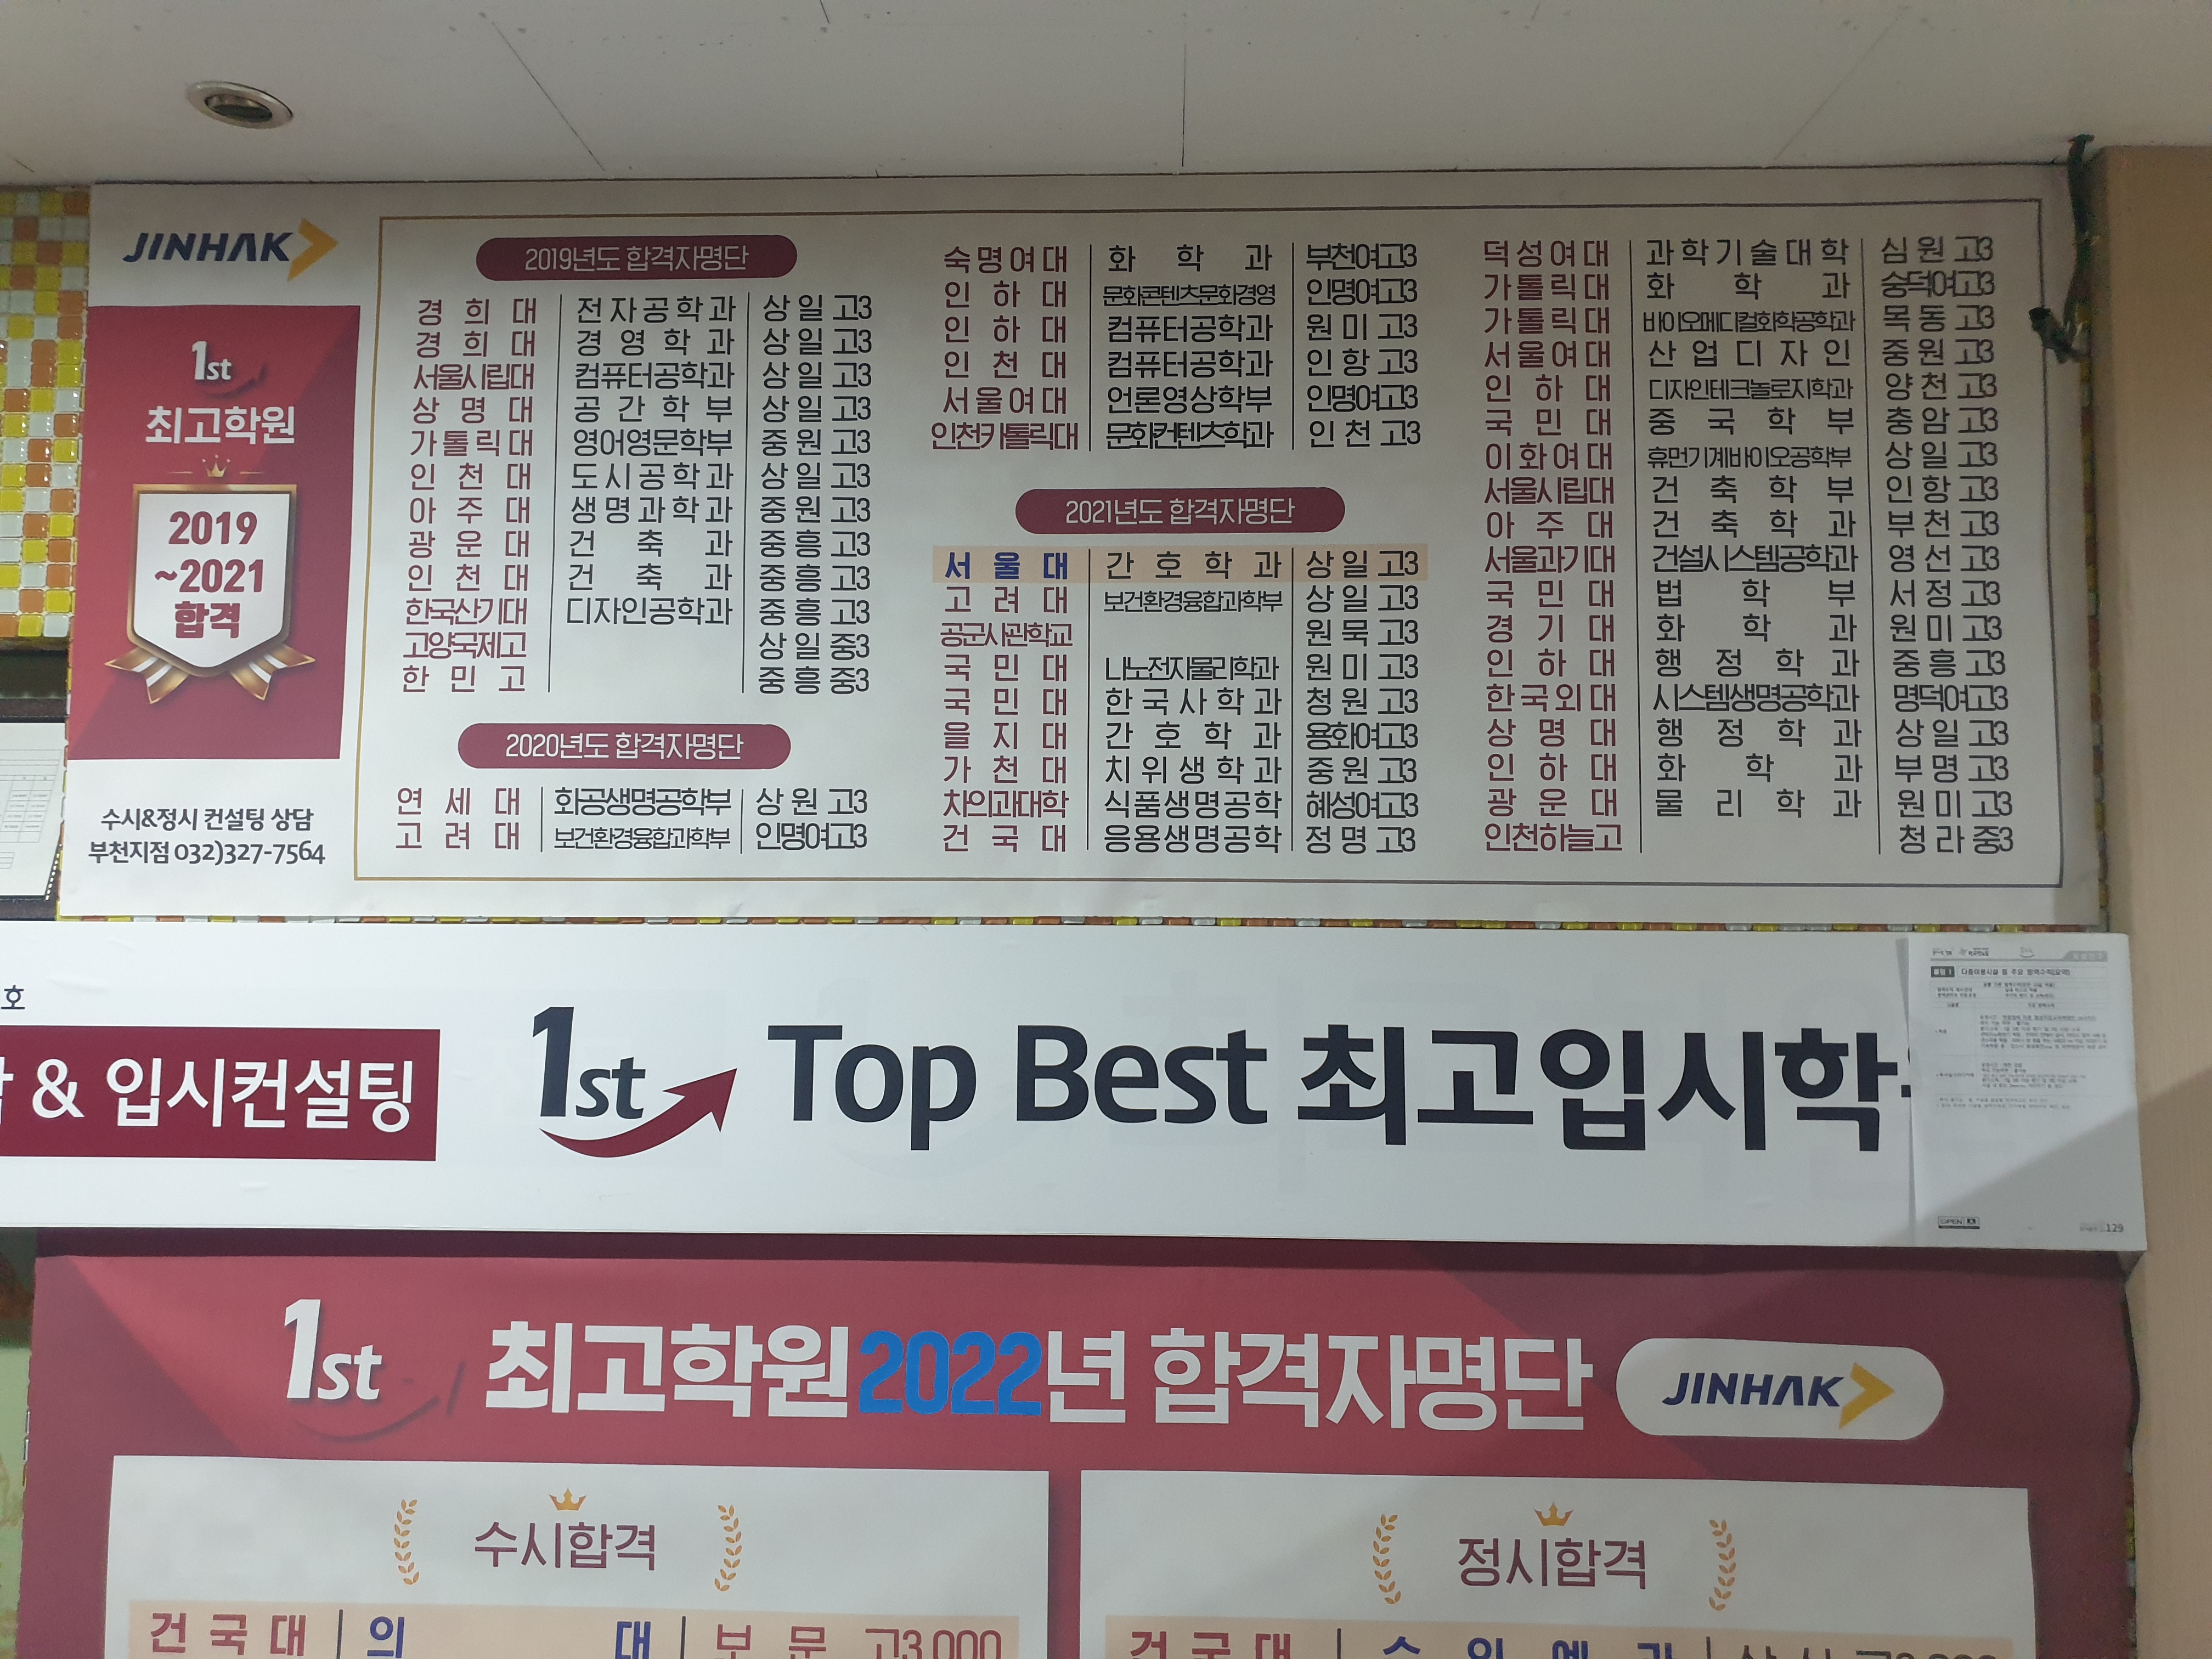 JINHAK
1st
최고학원
2019
~2021
합격
수시&정시 컨설팅 상담
부천지점 032)327-7564
2019년도 합격자명단
경희대 전자공학과 상일고3
경희대 경영학과 상일고3
서울시립대 컴퓨터공학과 상일고3
상명대 공간학부 상일고3
가톨릭대 영어영문학부 중원고3
인천대 도시공학과 상일고3
아주대 생명과학과 중원고3
광운대 건축과 중흥고3
인천대 건축과 중흥고3
한국산기대 디자인공학과 중흥고3
고양국제고 상일중3
한민고 중흥중3
2020년도 합격자명단
연세대 화공생명공학부 상원고3
고려대 보건환경융합과학부 인명여고3
숙명여대 화학과 부천여고3
인하대 문화콘텐츠문화경영 인명여고3
인하대 컴퓨터공학과 원미고3
인천대 컴퓨터공학과 인항고3
서울여대 언론영상학부 인명여고3
인천카톨릭대 문화컨텐츠학과 인천고3
2021년도 합격자명단
서울대 간호학과 상일고3
고려대 보건환경융합과학부 상일고3
공군사관학교 원묵고3
국민대 나노전자물리학과 원미고3
국민대 한국사학과 청원고3
을지대 간호학과 용화여고3
가천대 치위생학과 중원고3
차의과대학 식품생명공학 혜성여고3
건국대 응용생명공학 정명고3
덕성여대 과학기술대학 심원고3
가톨릭대 화학과 숭덕여고3
가톨릭대 바이오메디컬화학공학과 목동고3
서울여대 산업디자인 중원고3
인하대 디자인테크놀로지학과 양천고3
국민대 중국학부 충암고3
이화여대 휴먼기계바이오공학부 상일고3
서울시립대 건축학부 인항고3
아주대 건축학과 부천고3
서울과기대 건설시스템공학과 영선고3
국민대 법학부 서정고3
경기대 화학과 원미고3
인하대 행정학과 중흥고3
한국외대 시스템생명공학과 명덕여고3
상명대 행정학과 상일고3
인하대 화학과 부명고3
광운대 물리학과 원미고3
인천하늘고 청라중3
호
& 입시컨설팅
1st Top Best 최고입시학
129
1st 최고학원2022년 합격자명단 JINHAK
수시합격
정시합격
건국대 의대 보문고3
건국대